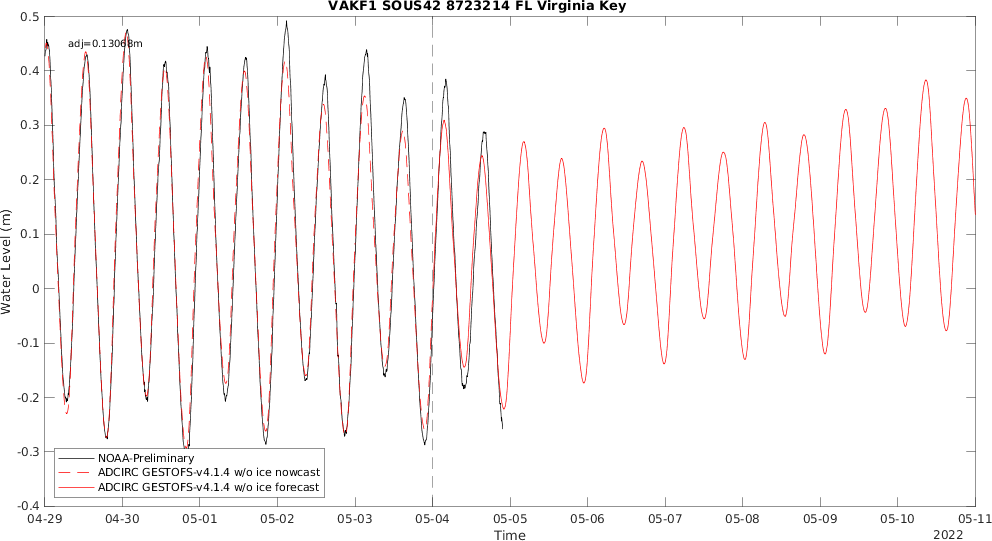 VAKF1 SOUS42 8723214 FL Virginia Key
adj=0.13068m
0.5
0.4
0.3
0.2
0.1
0
-0.1
-0.2
-0.3
-0.4
Water Level (m)
NOAA-Preliminary
ADCIRC GESTOFS-v4.1.4 w/o ice nowcast
ADCIRC GESTOFS-v4.1.4 w/o ice forecast
04-29 04-30 05-01 05-02 05-03 05-04 05-05 05-06 05-07 05-08 05-09 05-10 05-11
Time
2022